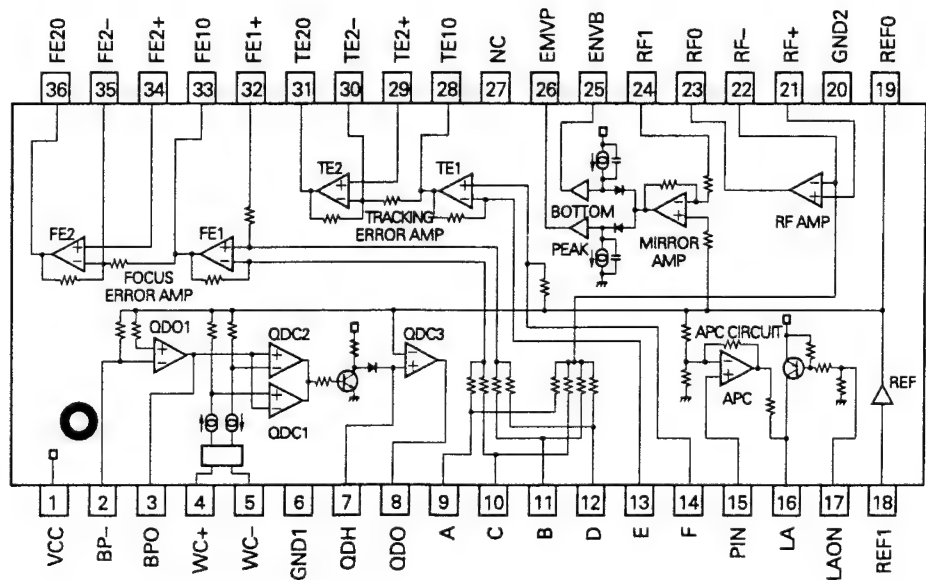 FE20 FE2− FE2+ FE10 FE1+ TE20 TE2− TE2+ TE10 NC EMVP ENVB RF1 RF0 RF− RF+ GND2 REF0
36 35 34 33 32 31 30 29 28 27 26 25 24 23 22 21 20 19
TE2 TE1
BOTTOM
TRACKING
ERROR AMP
RF AMP
FE2 FE1
PEAK
MIRROR
AMP
FOCUS
ERROR AMP
QDO1 QDC2 QDC3
APC CIRCUIT
APC
REF
QDC1
1 2 3 4 5 6 7 8 9 10 11 12 13 14 15 16 17 18
VCC BP− BPO WC+ WC− GND1 QDH QDO A C B D E F PIN LA LAON REF1